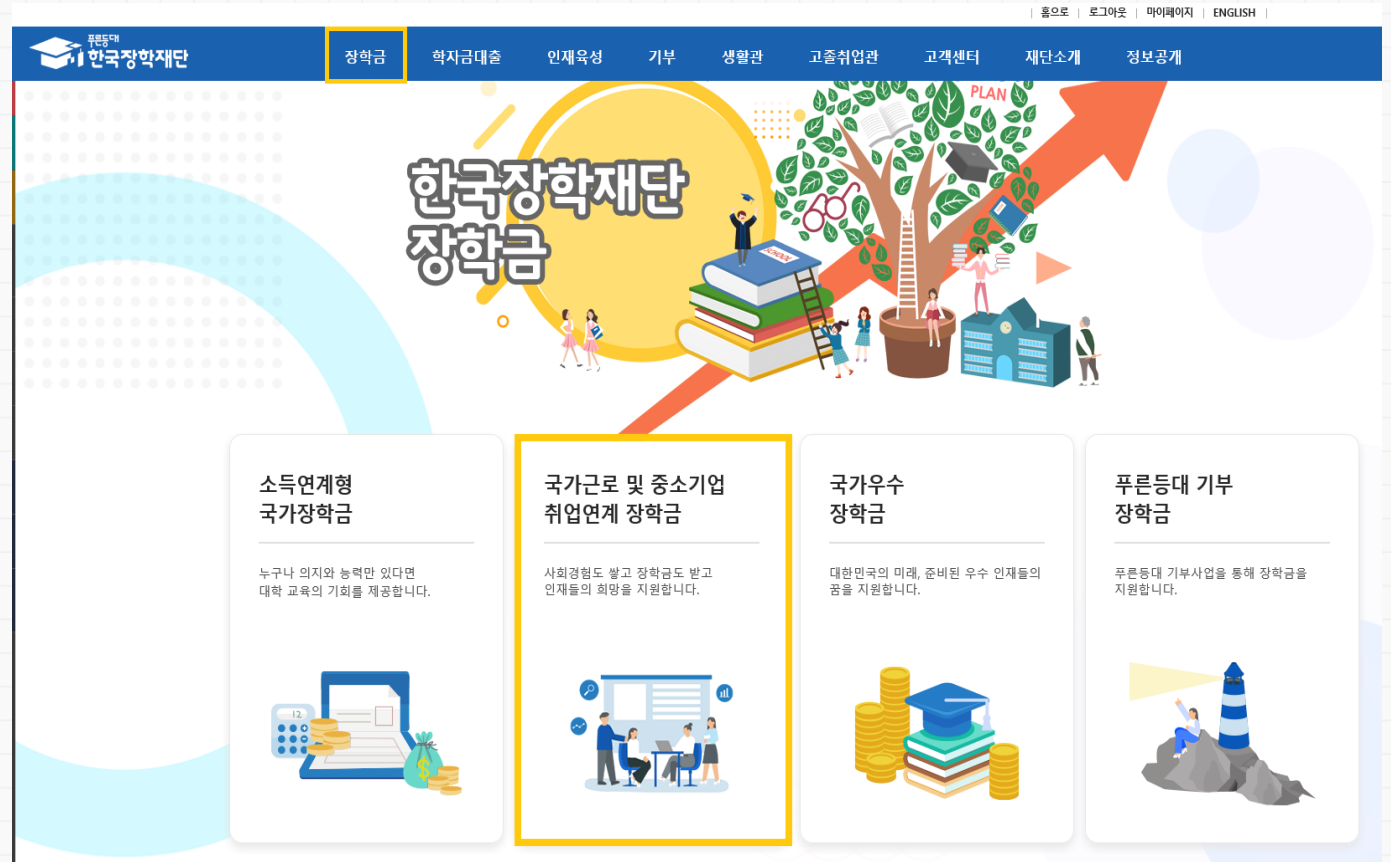 홈으로 로그아웃 마이페이지 ENGLISH
푸른등대
한국장학재단
장학금 학자금대출 인재육성 기부 생활관 고졸취업관 고객센터 재단소개 정보공개
PLAN
한국장학재단
장학금
SCHOOL
소득연계형
국가장학금
누구나 의지와 능력만 있다면
대학 교육의 기회를 제공합니다.
12
국가근로 및 중소기업
취업연계 장학금
사회경험도 쌓고 장학금도 받고
인재들의 희망을 지원합니다.
국가우수
장학금
대한민국의 미래, 준비된 우수 인재들의
꿈을 지원합니다.
푸른등대 기부
장학금
푸른등대 기부사업을 통해 장학금을
지원합니다.